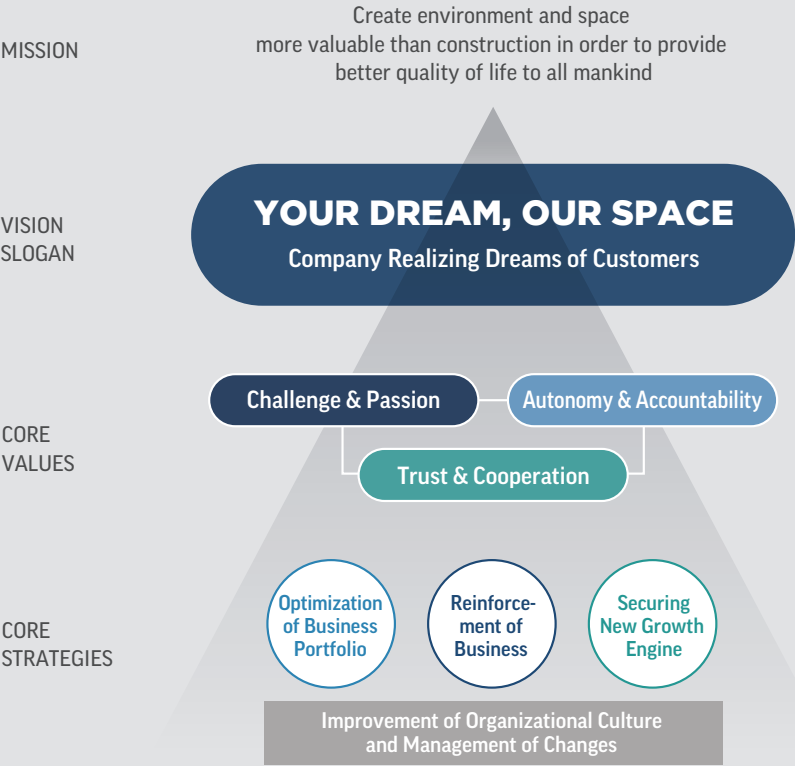 MISSION
Create environment and space
more valuable than construction in order to provide
better quality of life to all mankind
VISION
SLOGAN
YOUR DREAM, OUR SPACE
Company Realizing Dreams of Customers
CORE
VALUES
Challenge & Passion
Autonomy & Accountability
Trust & Cooperation
CORE
STRATEGIES
Optimization
of Business
Portfolio
Reinforce-
ment of
Business
Securing
New Growth
Engine
Improvement of Organizational Culture
and Management of Changes